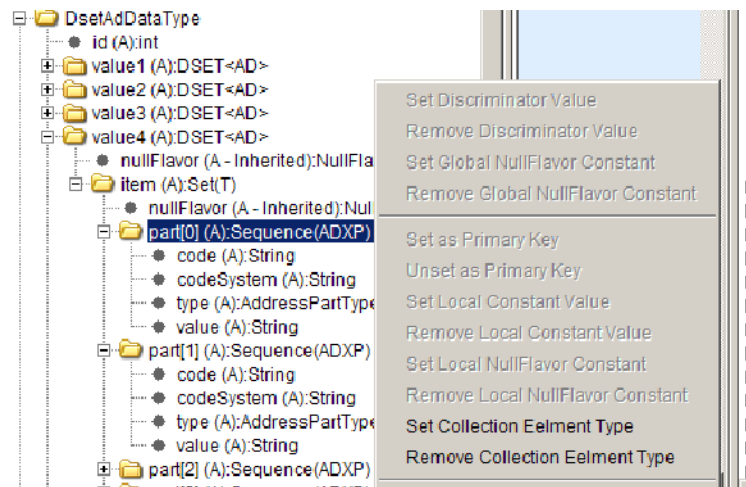 DsetAdDataType
id (A):int
value1 (A):DSET<AD>
value2 (A):DSET<AD>
value3 (A):DSET<AD>
value4 (A):DSET<AD>
nullFlavor (A - Inherited):NullFla
item (A):Set(T)
nullFlavor (A - Inherited):Null
part[0] (A):Sequence(ADXP)
code (A):String
codeSystem (A):String
type (A):AddressPartType
value (A):String
part[1] (A):Sequence(ADXP)
code (A):String
codeSystem (A):String
type (A):AddressPartType
value (A):String
part[2] (A):Sequence(ADXP)
Set Discriminator Value
Remove Discriminator Value
Set Global NullFlavor Constant
Remove Global NullFlavor Constant
Set as Primary Key
Unset as Primary Key
Set Local Constant Value
Remove Local Constant Value
Set Local NullFlavor Constant
Remove Local NullFlavor Constant
Set Collection Eelment Type
Remove Collection Eelment Type